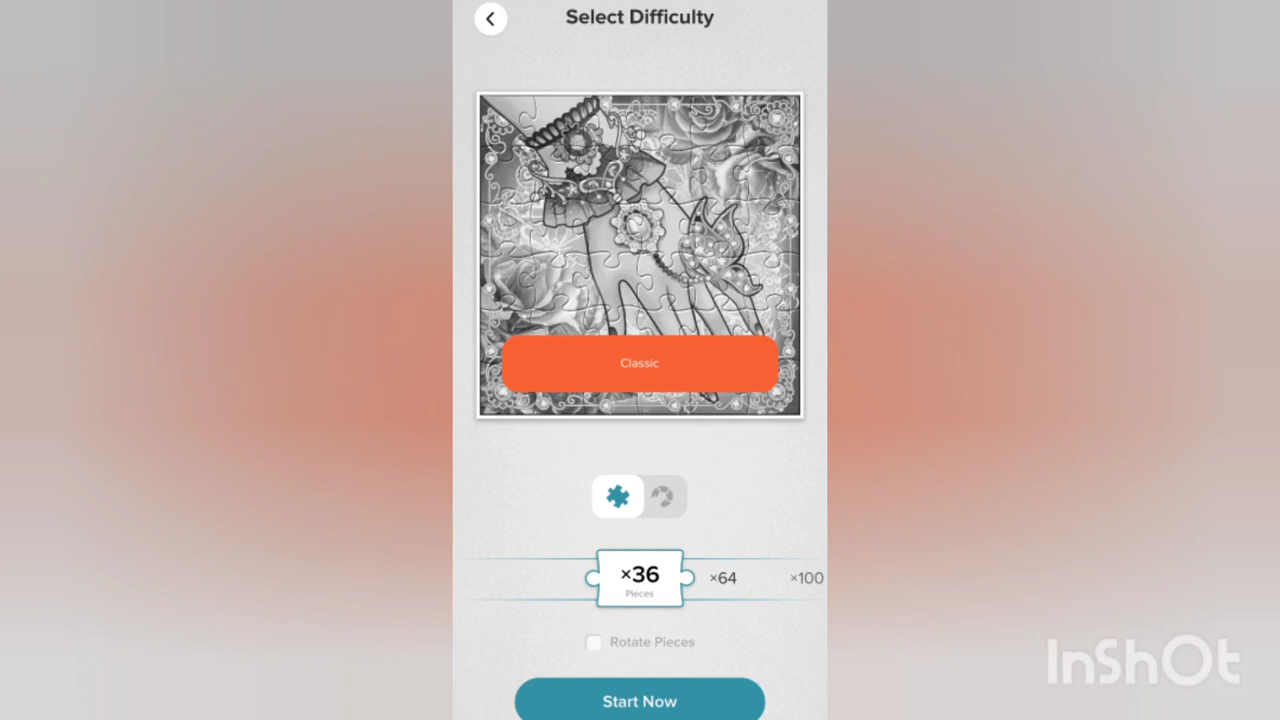 Select Difficulty
Classic
×36
Pieces
×64
×100
Rotate Pieces
Start Now
InShOt